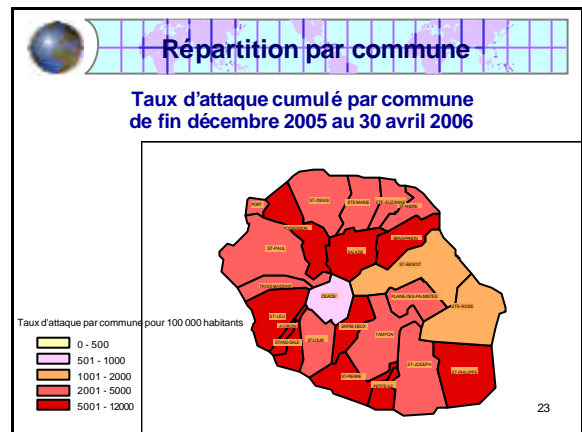 Répartition par commune
Taux d'attaque cumulé par commune
de fin décembre 2005 au 30 avril 2006
PORT
ST-DENIS
STE-MARIE
STE-SUZANNE
ST-ANDRE
POSSESSION
BRAS-PANON
SALAZIE
ST-PAUL
ST-BENOIT
TROIS-BASSINS
CILAOS
PLAINE-DES-PALMISTES
STE-ROSE
Taux d'attaque par commune pour 100 000 habitants
ST-LEU
AVIRONS
ENTRE-DEUX
ETANG-SALE
ST-LOUIS
TAMPON
0 - 500
501 - 1000
1001 - 2000
2001 - 5000
5001 - 12000
ST-JOSEPH
ST-PHILIPPE
ST-PIERRE
PETITE-ILE
23